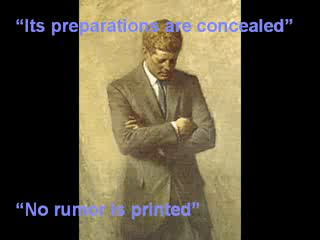 “Its preparations are concealed”
“No rumor is printed”